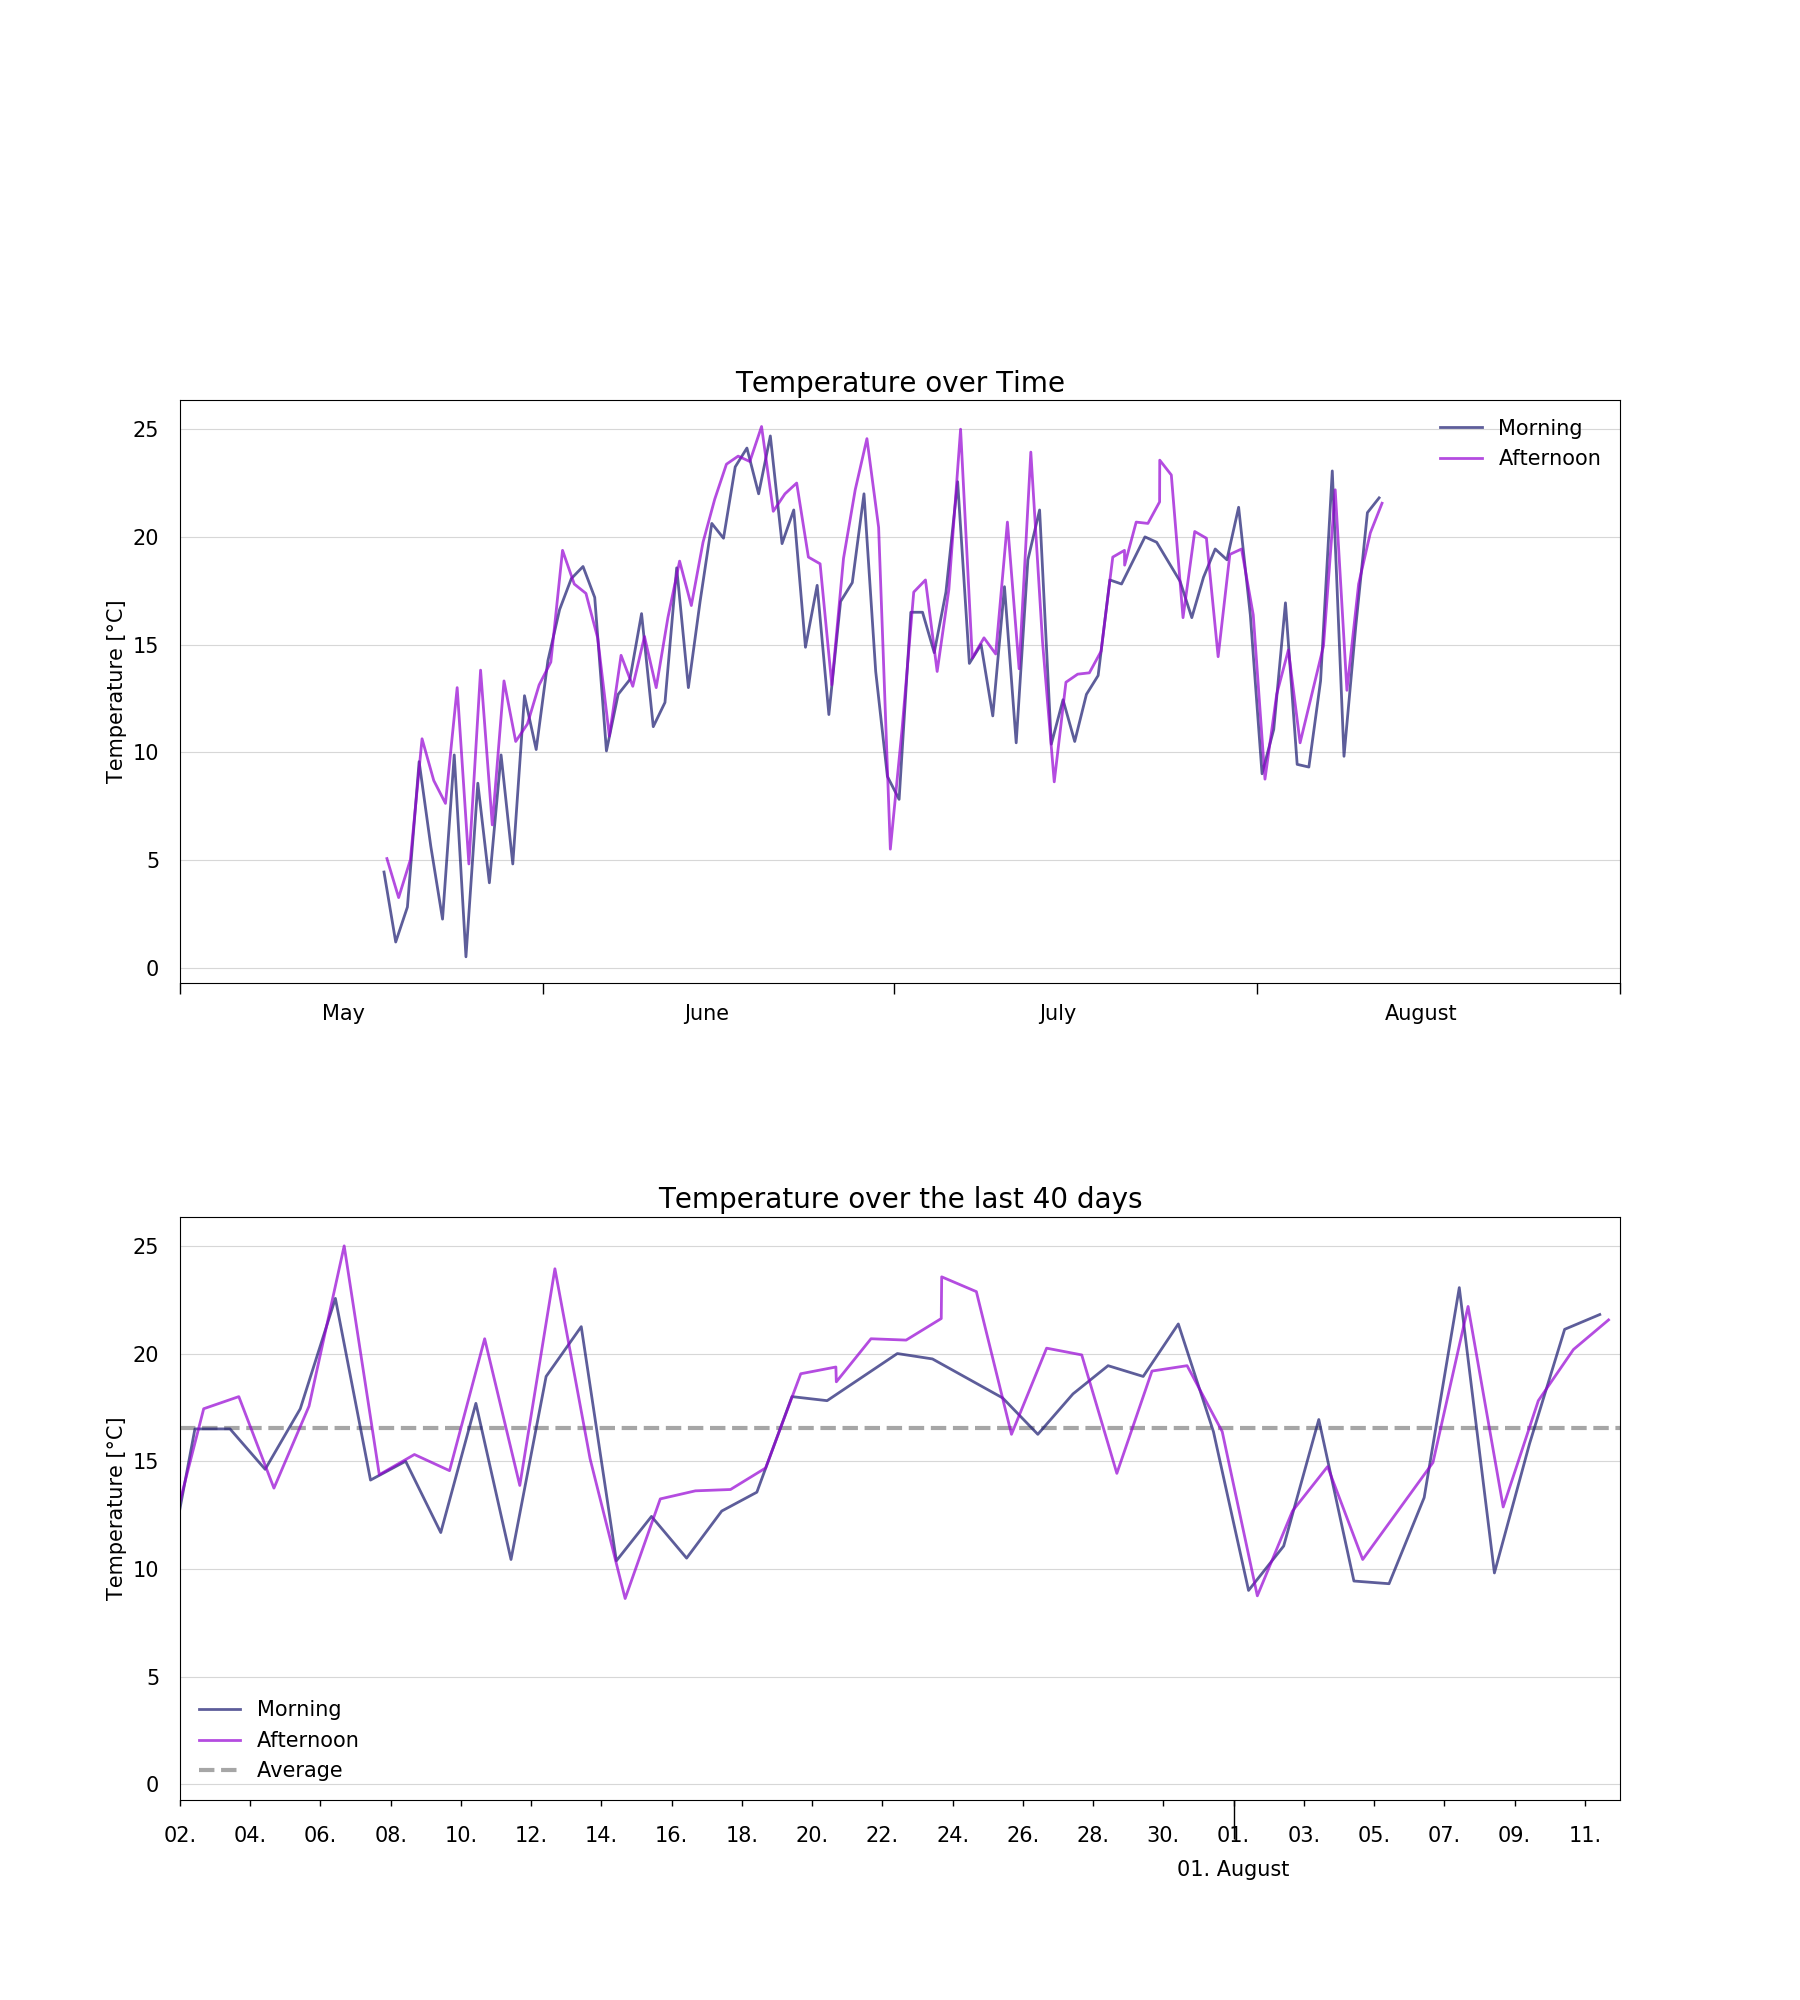 Temperature over Time
25
20
15
10
5
0
Temperature [°C]
Morning
Afternoon
May June July August
Temperature over the last 40 days
25
20
15
10
5
0
Temperature [°C]
Morning
Afternoon
Average
02. 04. 06. 08. 10. 12. 14. 16. 18. 20. 22. 24. 26. 28. 30. 01. 03. 05. 07. 09. 11.
01. August